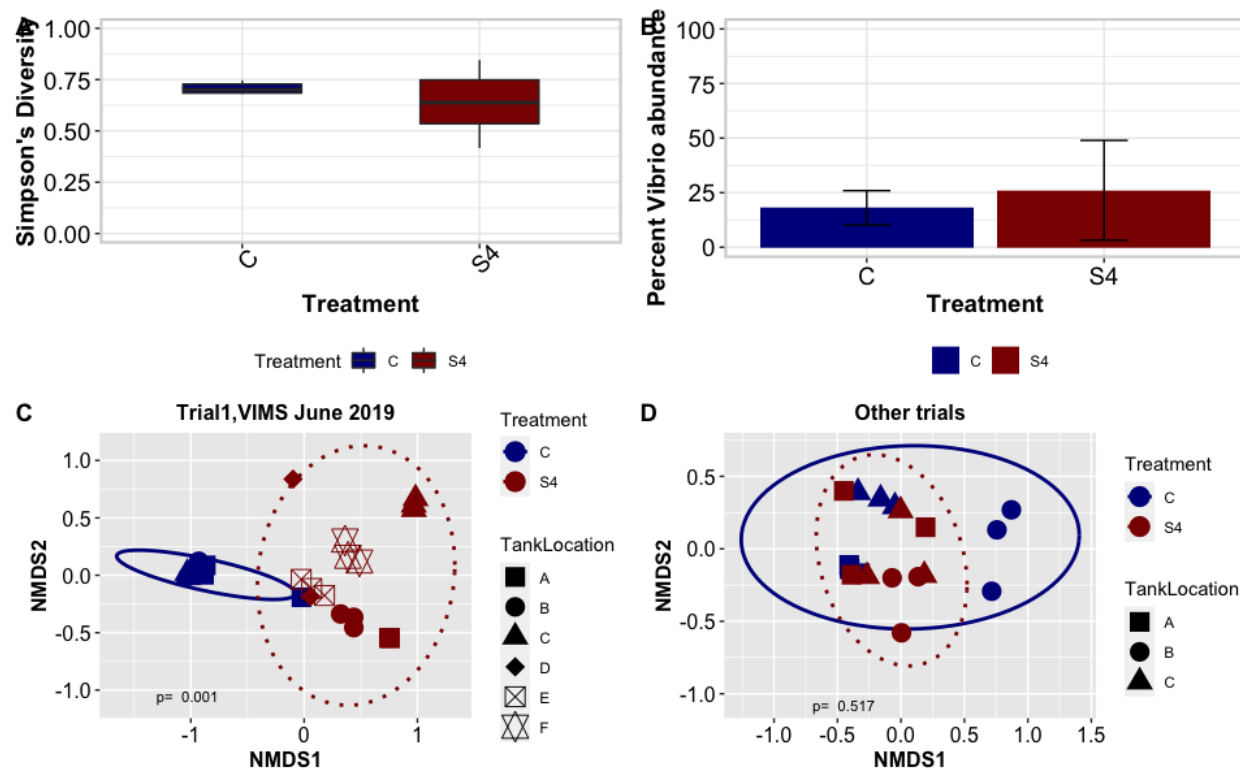 A
Simpson's Diversity
1.00
0.75
0.50
0.25
0.00
C
S4
Treatment
Treatment
C
S4
B
Percent Vibrio abundance
100
75
50
25
0
C
S4
Treatment
C
S4
C
Trial1,VIMS June 2019
NMDS2
1.0
0.5
0.0
-0.5
-1.0
p= 0.001
-1
0
1
NMDS1
Treatment
C
S4
TankLocation
A
B
C
D
E
F
D
Other trials
NMDS2
0.5
0.0
-0.5
-1.0
p= 0.517
-1.0
-0.5
0.0
0.5
1.0
1.5
NMDS1
Treatment
C
S4
TankLocation
A
B
C